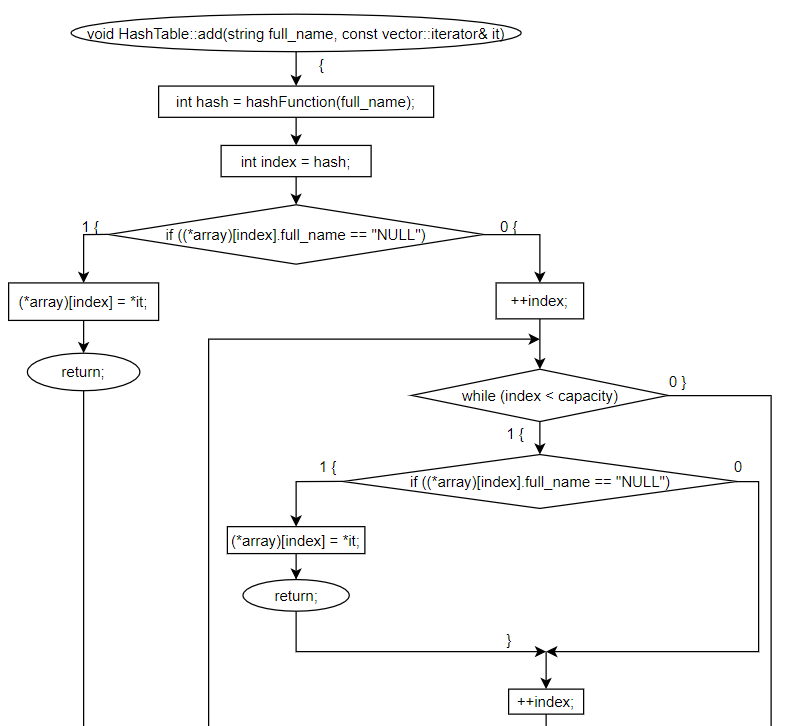 void HashTable::add(string full_name, const vector::iterator& it)
{
int hash = hashFunction(full_name);
int index = hash;
1 {
if ((*array)[index].full_name == "NULL")
0 {
(*array)[index] = *it;
++index;
return;
while (index < capacity)
0 }
1 {
1 {
if ((*array)[index].full_name == "NULL")
0
(*array)[index] = *it;
return;
}
++index;